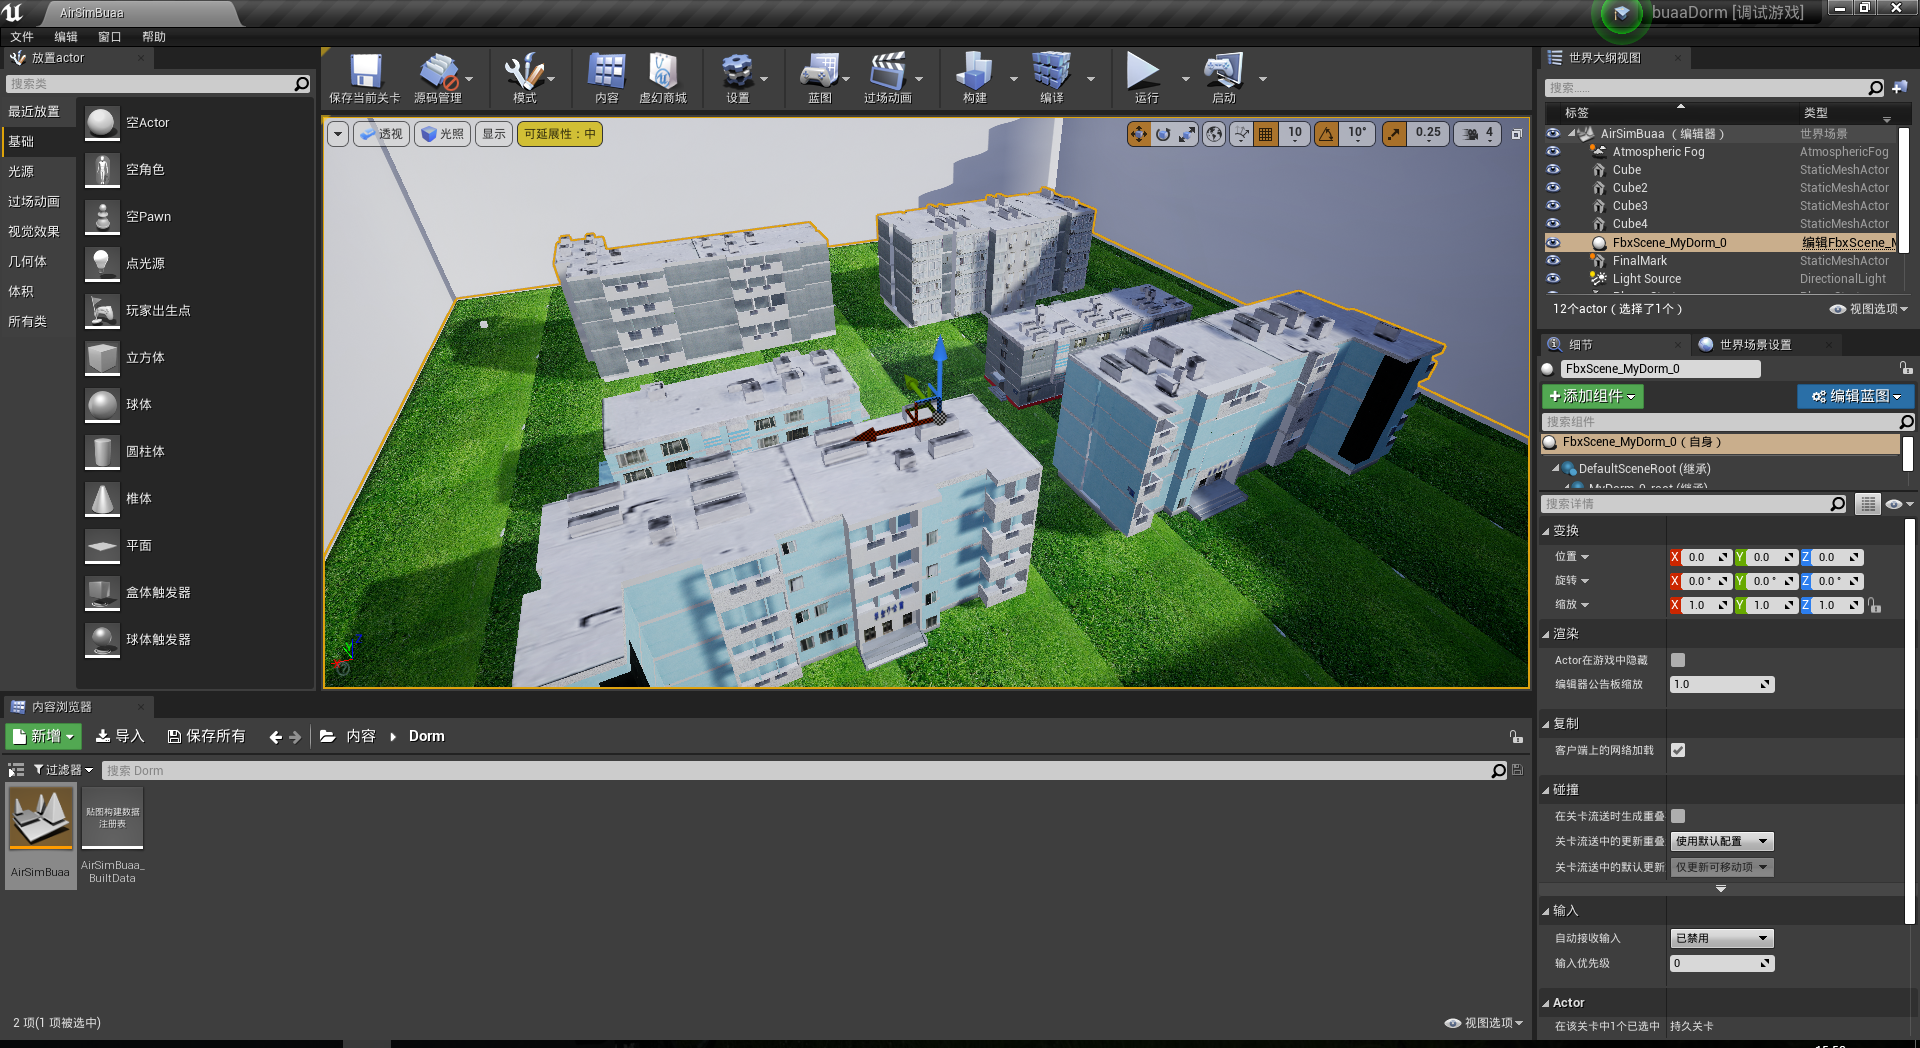 AirSimBuaa
buaaDorm [调试游戏]
文件 编辑 窗口 帮助
放置actor
搜索类
最近放置
基础
光源
过场动画
视觉效果
几何体
体积
所有类
空Actor
空角色
空Pawn
点光源
玩家出生点
立方体
球体
圆柱体
椎体
平面
盒体触发器
球体触发器
保存当前关卡 源码管理 模式 内容 虚幻商城 设置 蓝图 过场动画 构建 编译 运行 启动
透视 光照 显示 可延展性：中
10 10° 0.25 4
世界大纲视图
搜索......
标签 类型
AirSimBuaa（编辑器） 世界场景
Atmospheric Fog AtmosphericFog
Cube StaticMeshActor
Cube2 StaticMeshActor
Cube3 StaticMeshActor
Cube4 StaticMeshActor
FbxScene_MyDorm_0 编辑FbxScene_M
FinalMark StaticMeshActor
Light Source DirectionalLight
12个actor（选择了1个） 视图选项
细节 世界场景设置
FbxScene_MyDorm_0
+添加组件 编辑蓝图
搜索组件
FbxScene_MyDorm_0（自身）
DefaultSceneRoot (继承)
MyDorm_0_root (继承)
搜索详情
变换
位置 X 0.0 Y 0.0 Z 0.0
旋转 X 0.0 ° Y 0.0 ° Z 0.0 °
缩放 X 1.0 Y 1.0 Z 1.0
渲染
Actor在游戏中隐藏
编辑器公告板缩放 1.0
复制
客户端上的网络加载
碰撞
在关卡流送时生成重叠
关卡流送中的更新重叠 使用默认配置
关卡流送中的默认更新 仅更新可移动项
输入
自动接收输入 已禁用
输入优先级 0
Actor
在该关卡中1个已选中 持久关卡
内容浏览器
新增 导入 保存所有 内容 Dorm
过滤器 搜索 Dorm
贴图构建数据
注册表
AirSimBuaa
AirSimBuaa_
BuiltData
2 项(1 项被选中) 视图选项